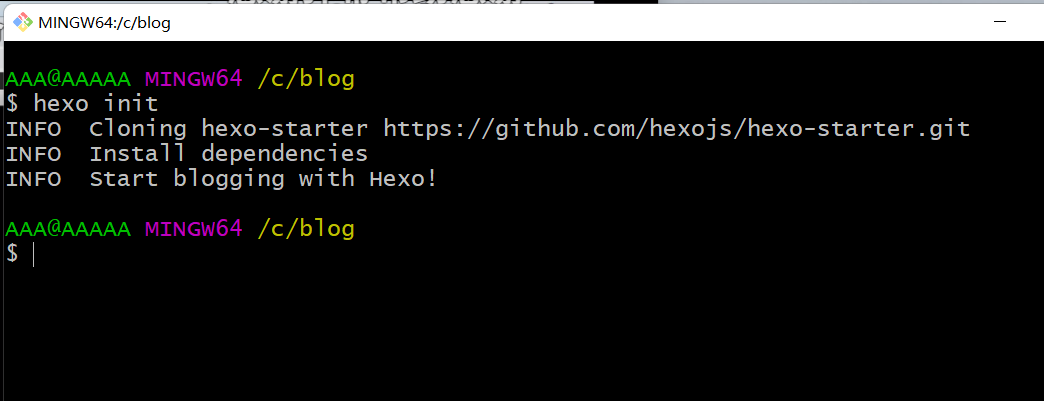 MINGW64:/c/blog
AAA@AAAAA MINGW64 /c/blog
$ hexo init
INFO  Cloning hexo-starter https://github.com/hexojs/hexo-starter.git
INFO  Install dependencies
INFO  Start blogging with Hexo!
AAA@AAAAA MINGW64 /c/blog
$